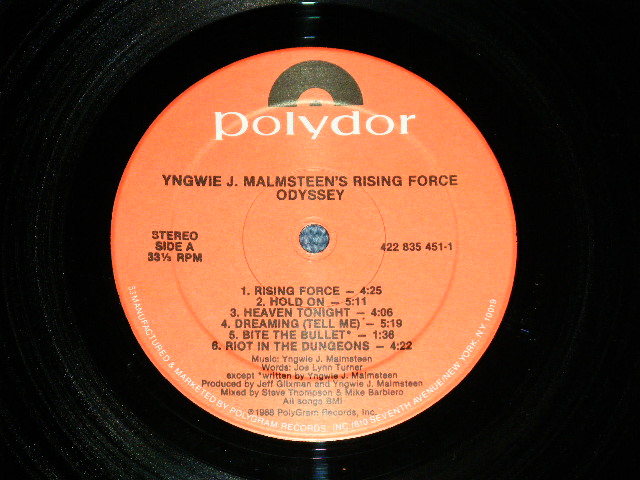 polydor
YNGWIE J. MALMSTEEN'S RISING FORCE
ODYSSEY
STEREO
SIDE A
33⅓ RPM
422 835 451-1
1. RISING FORCE — 4:25
2. HOLD ON — 5:11
3. HEAVEN TONIGHT — 4:06
4. DREAMING (TELL ME) — 5:19
5. BITE THE BULLET* — 1:36
6. RIOT IN THE DUNGEONS — 4:22
Music: Yngwie J. Malmsteen
Words: Joe Lynn Turner
except *written by Yngwie J. Malmsteen
Produced by Jeff Glixman and Yngwie J. Malmsteen
Mixed by Steve Thompson & Mike Barbiero
All songs BMI
℗1988 PolyGram Records, Inc.
MANUFACTURED & MARKETED BY POLYGRAM RECORDS, INC (810 SEVENTH AVENUE/NEW YORK, N.Y. 10019